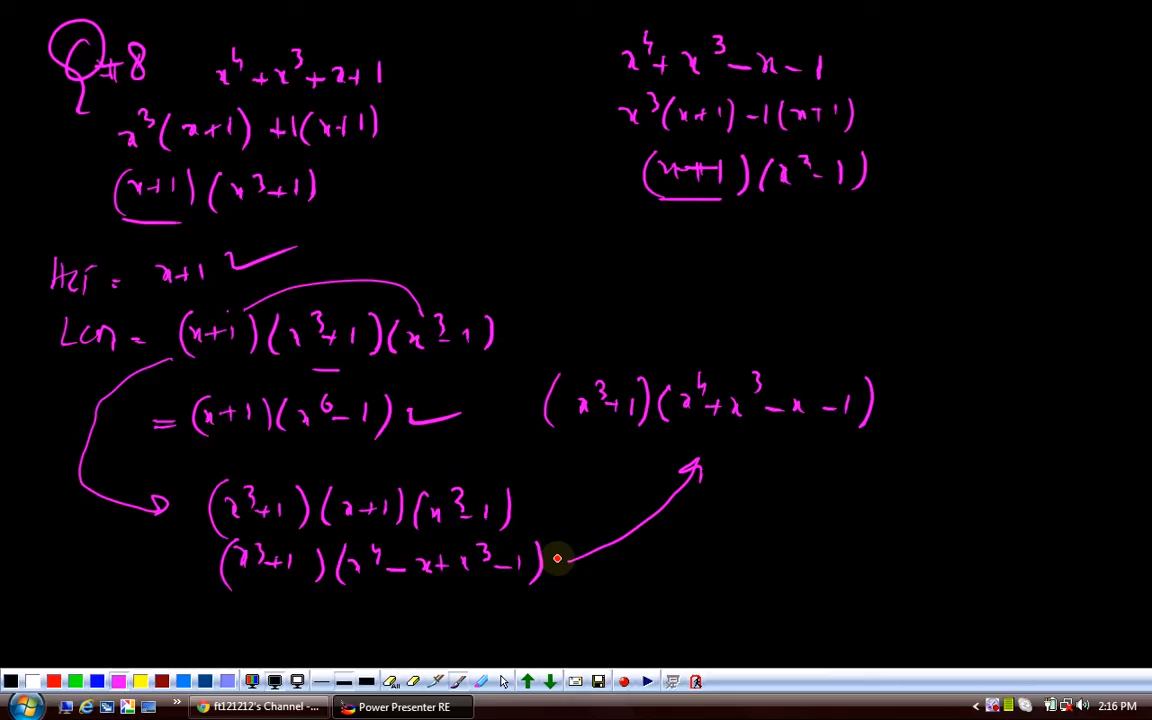 Q#8
x⁴+x³+x+1
x³(x+1)+1(x+1)
(x+1)(x³+1)
x⁴+x³-x-1
x³(x+1)-1(x+1)
(x+1)(x³-1)
HCF = x+1
LCM = (x+1)(x³+1)(x³-1)
= (x+1)(x⁶-1)
(x³+1)(x⁴+x³-x-1)
(x³+1)(x+1)(x³-1)
(x³+1)(x⁴-x+x³-1)
ft121212's Channel -...
Power Presenter RE
2:16 PM